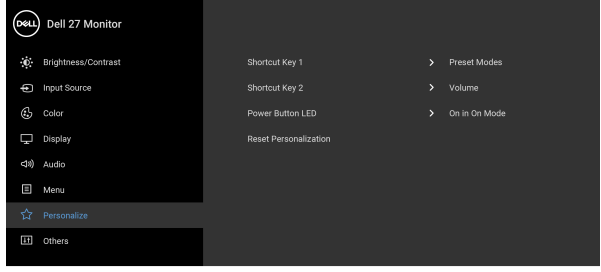 DELL Dell 27 Monitor
Brightness/Contrast
Input Source
Color
Display
Audio
Menu
Personalize
Others
Shortcut Key 1 > Preset Modes
Shortcut Key 2 > Volume
Power Button LED > On in On Mode
Reset Personalization